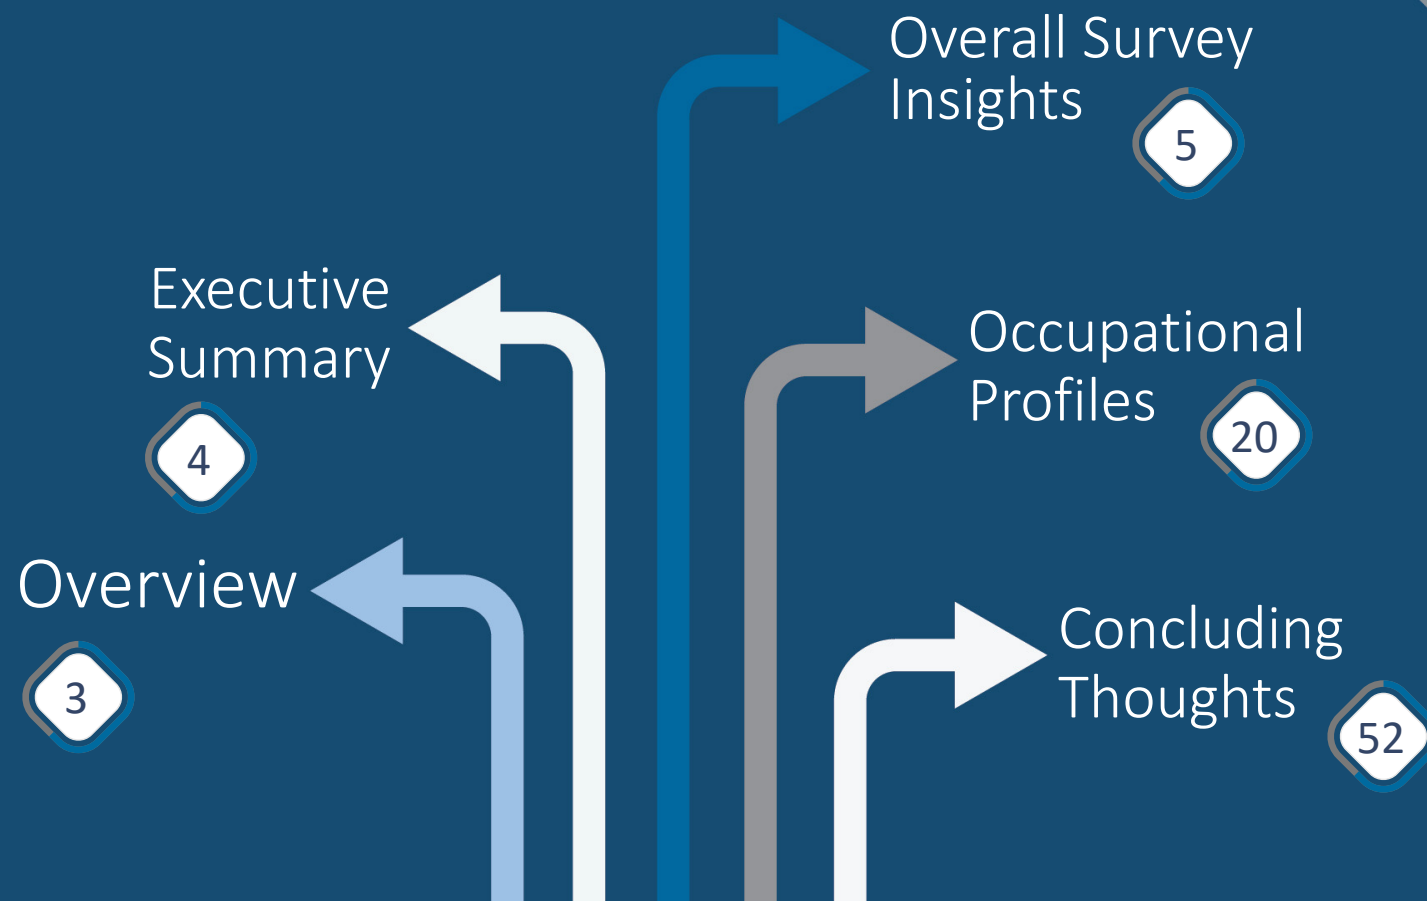 Overall Survey
Insights
5
Executive
Summary
4
Occupational
Profiles
20
Overview
3
Concluding
Thoughts
52